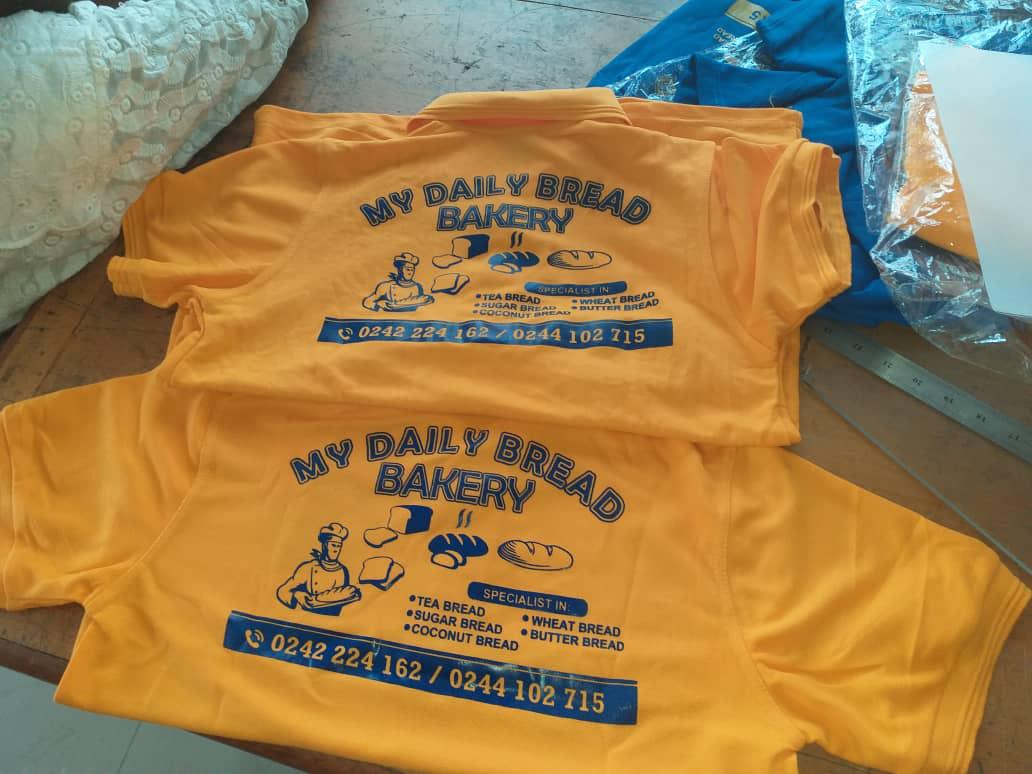 MY DAILY BREAD
BAKERY
SPECIALIST IN:
• TEA BREAD
• SUGAR BREAD
• COCONUT BREAD
• WHEAT BREAD
• BUTTER BREAD
0242 224 162 / 0244 102 715
MY DAILY BREAD
BAKERY
SPECIALIST IN:
• TEA BREAD
• SUGAR BREAD
• COCONUT BREAD
• WHEAT BREAD
• BUTTER BREAD
0242 224 162 / 0244 102 715